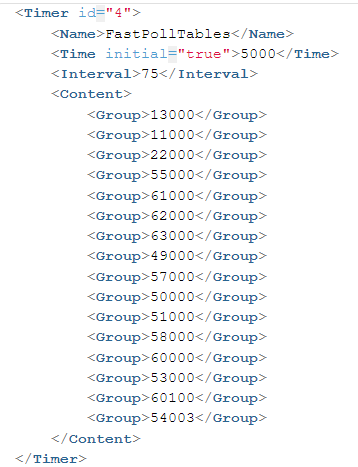 <Timer id="4">
<Name>FastPollTables</Name>
<Time initial="true">5000</Time>
<Interval>75</Interval>
<Content>
<Group>13000</Group>
<Group>11000</Group>
<Group>22000</Group>
<Group>55000</Group>
<Group>61000</Group>
<Group>62000</Group>
<Group>63000</Group>
<Group>49000</Group>
<Group>57000</Group>
<Group>50000</Group>
<Group>51000</Group>
<Group>58000</Group>
<Group>60000</Group>
<Group>53000</Group>
<Group>60100</Group>
<Group>54003</Group>
</Content>
</Timer>